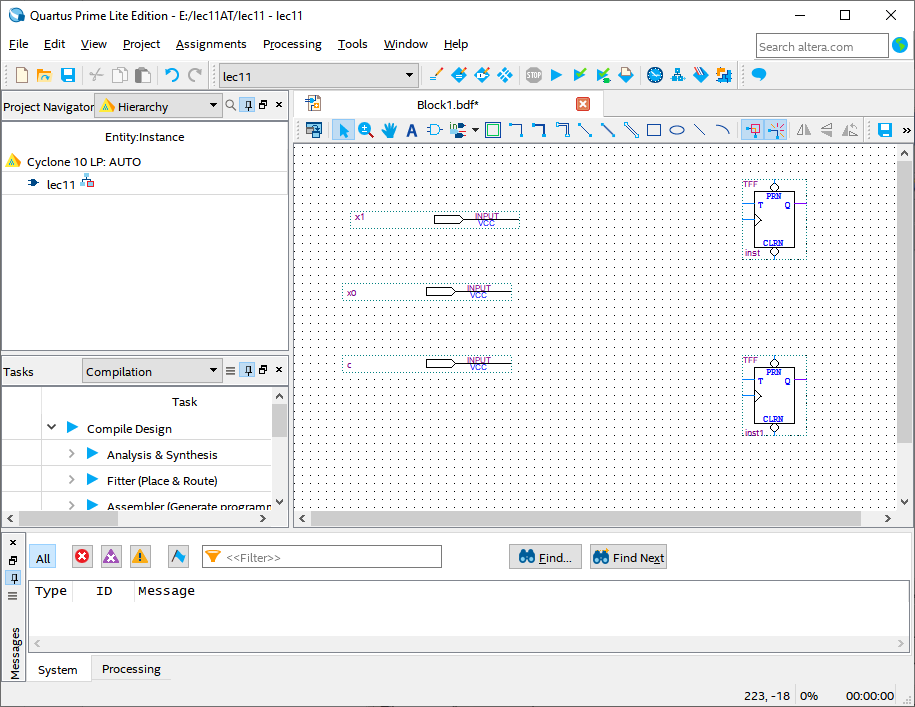 Quartus Prime Lite Edition - E:/lec11AT/lec11 - lec11
File Edit View Project Assignments Processing Tools Window Help
Search altera.com
lec11
STOP
Project Navigator Hierarchy
Entity:Instance
Cyclone 10 LP: AUTO
lec11
Block1.bdf*
A
x1
INPUT
VCC
x0
INPUT
VCC
c
INPUT
VCC
TFF
PRN
T Q
CLRN
inst
TFF
PRN
T Q
CLRN
inst1
Tasks Compilation
Task
Compile Design
Analysis & Synthesis
Fitter (Place & Route)
Assembler (Generate programm
Messages
All
<<Filter>>
Find...
Find Next
Type ID Message
System Processing
223, -18 0% 00:00:00